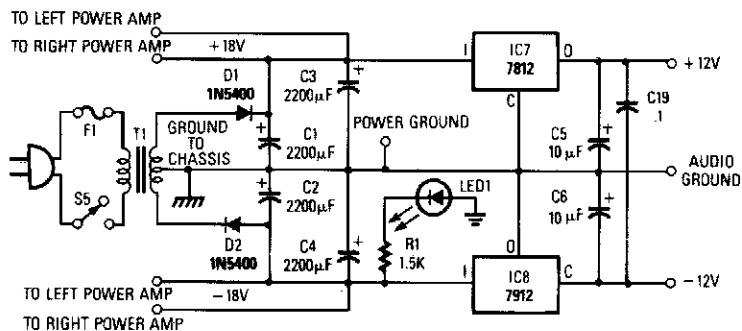 TO LEFT POWER AMP
TO RIGHT POWER AMP
+18V
D1
1N5400
C3
2200µF
I
IC7
7812
O
C
+12V
C19
.1
F1
T1
GROUND
TO
CHASSIS
C1
2200µF
POWER GROUND
C5
10µF
AUDIO
GROUND
S5
C2
2200µF
LED1
C6
10µF
D2
1N5400
C4
2200µF
R1
1.5K
O
I
IC8
7912
C
-12V
TO LEFT POWER AMP
-18V
TO RIGHT POWER AMP